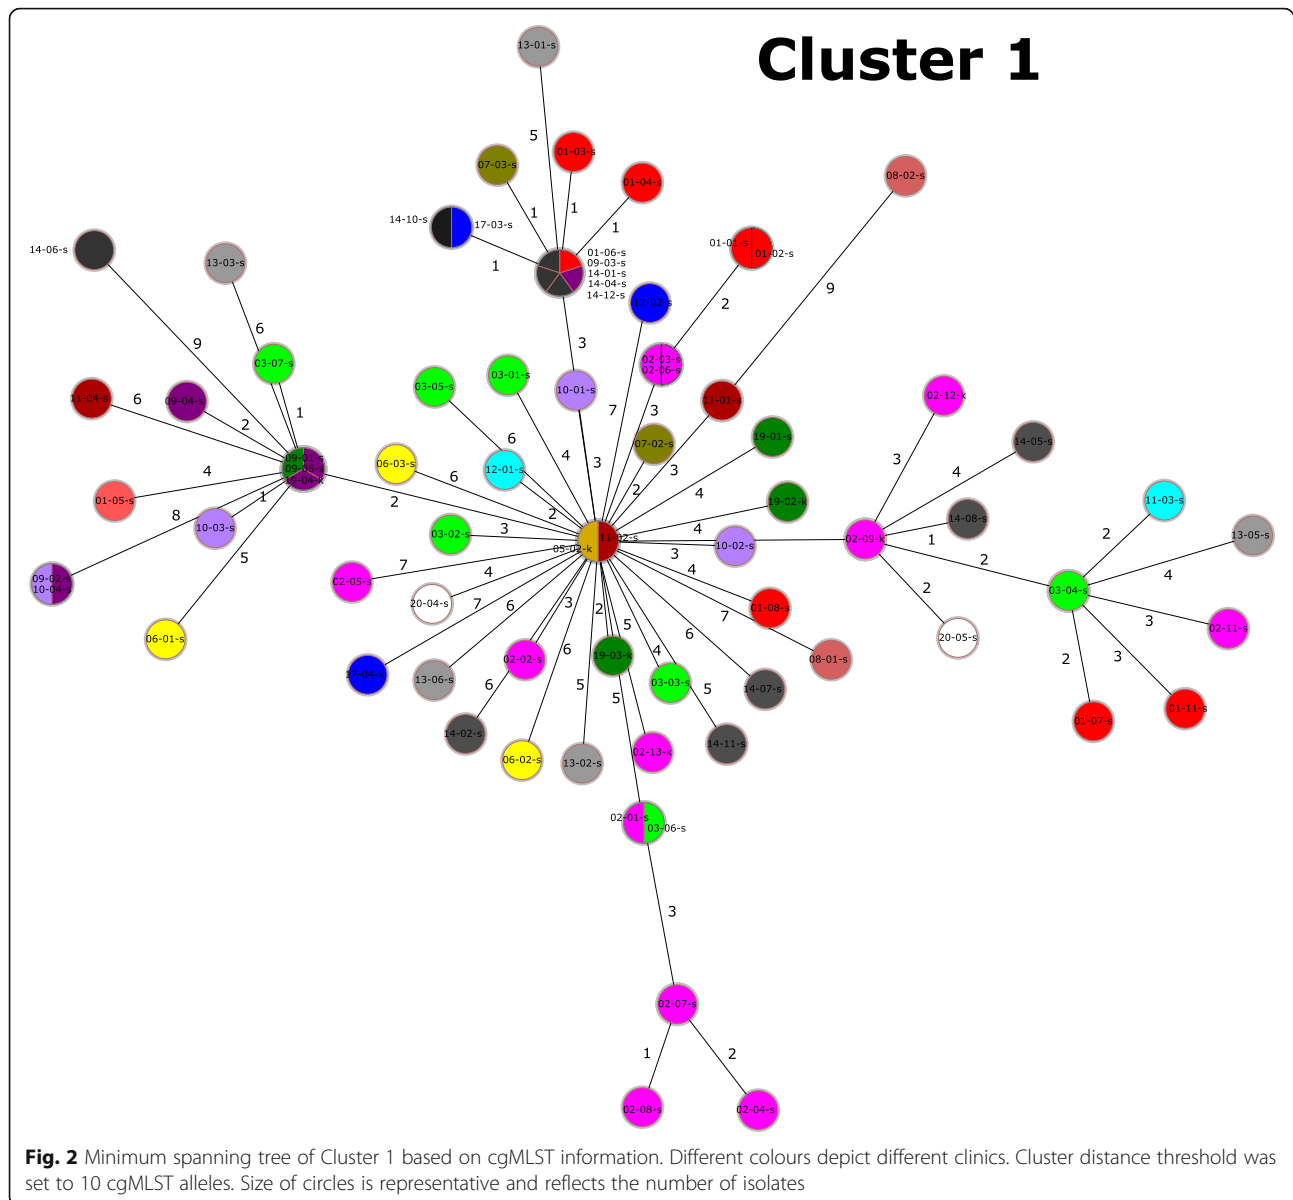 Cluster 1
13-01-s
07-03-s
01-03-s
01-04-s
08-02-s
5
1
1
1
14-10-s
17-03-s
1
01-01-s
01-02-s
14-06-s
13-03-s
01-06-s
09-03-s
14-01-s
14-04-s
14-12-s
17-02-s
2
9
9
6
3
03-07-s
03-05-s
03-01-s
10-01-s
02-03-s
02-06-s
11-01-s
02-12-k
11-04-s
6
09-04-s
2
1
7
3
07-02-s
19-01-s
14-05-s
09-01-s
09-05-s
19-04-k
06-03-s
12-01-s
6
4
3
3
2
4
3
4
4
01-05-s
8
1
10-03-s
2
6
19-02-k
14-08-s
11-03-s
03-02-s
3
2
05-02-k
11-02-s
4
3
10-02-s
02-09-k
1
2
2
13-05-s
4
5
09-02-s
10-04-s
7
02-05-s
4
20-04-s
7
6
3
2
4
01-08-s
7
2
03-04-s
3
02-11-s
06-01-s
20-05-s
5
6
02-02-s
6
19-03-k
4
08-01-s
2
3
17-04-k
13-06-s
6
5
5
03-03-s
5
14-07-s
01-07-s
01-11-s
14-02-s
06-02-s
13-02-s
02-13-k
14-11-s
02-01-s
03-06-s
3
02-07-s
1
2
02-08-s
02-04-s
Fig. 2 Minimum spanning tree of Cluster 1 based on cgMLST information. Different colours depict different clinics. Cluster distance threshold was
set to 10 cgMLST alleles. Size of circles is representative and reflects the number of isolates